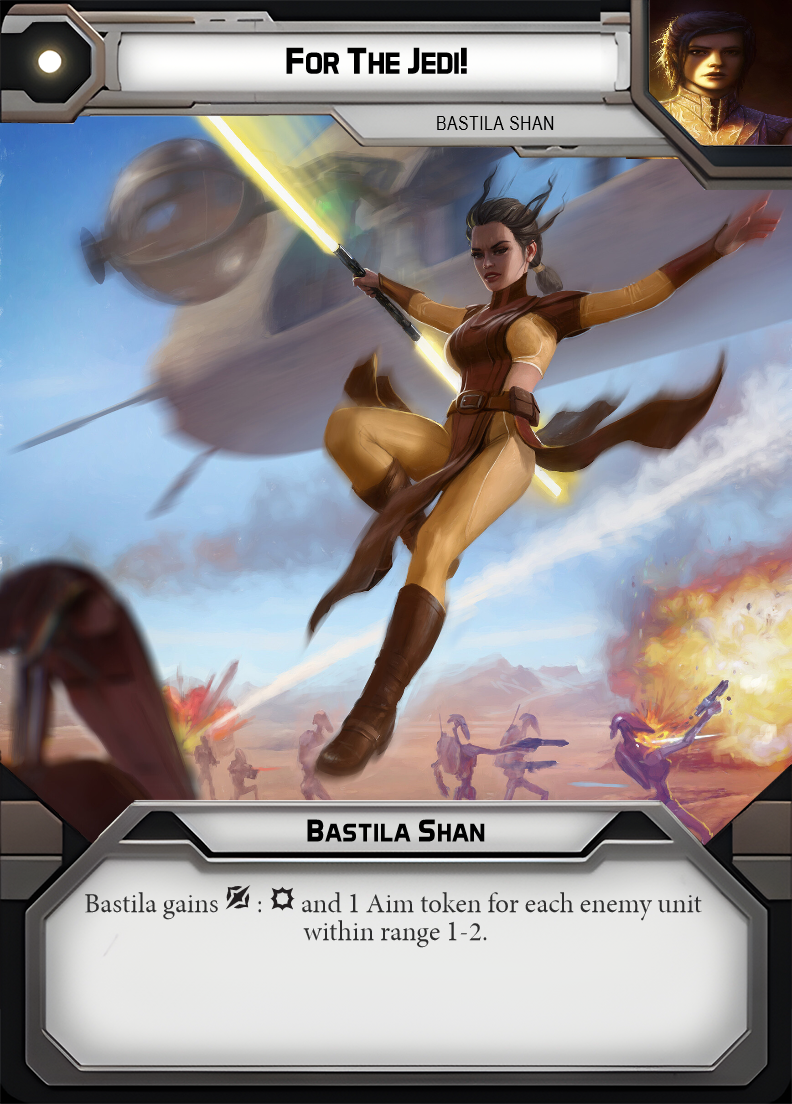 For The Jedi!
BASTILA SHAN
Bastila Shan
Bastila gains : and 1 Aim token for each enemy unit
within range 1-2.